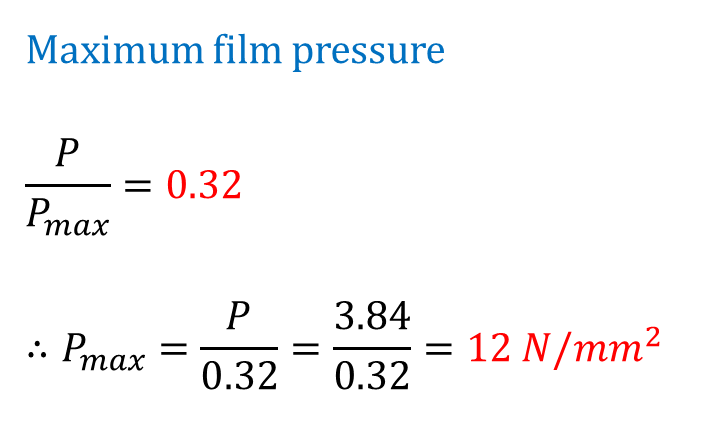 Maximum film pressure
P/P_max = 0.32
∴ P_max = P/0.32 = 3.84/0.32 = 12 N/mm²